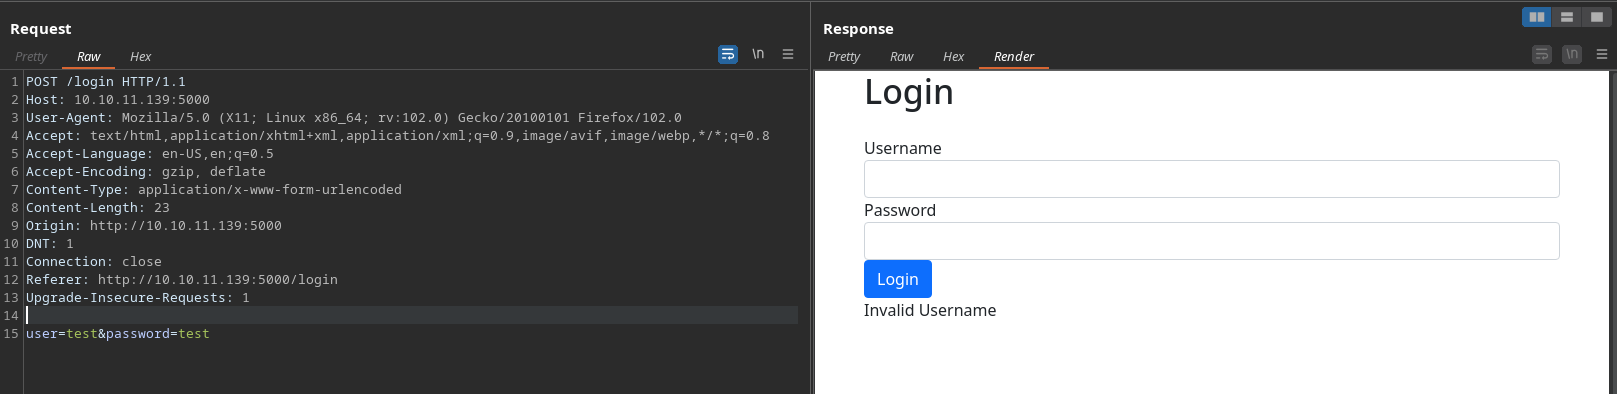 Request
Pretty Raw Hex
\n
1 POST /login HTTP/1.1
2 Host: 10.10.11.139:5000
3 User-Agent: Mozilla/5.0 (X11; Linux x86_64; rv:102.0) Gecko/20100101 Firefox/102.0
4 Accept: text/html,application/xhtml+xml,application/xml;q=0.9,image/avif,image/webp,*/*;q=0.8
5 Accept-Language: en-US,en;q=0.5
6 Accept-Encoding: gzip, deflate
7 Content-Type: application/x-www-form-urlencoded
8 Content-Length: 23
9 Origin: http://10.10.11.139:5000
10 DNT: 1
11 Connection: close
12 Referer: http://10.10.11.139:5000/login
13 Upgrade-Insecure-Requests: 1
14
15 user=test&password=test
Response
Pretty Raw Hex Render
\n
Login
Username
Password
Login
Invalid Username